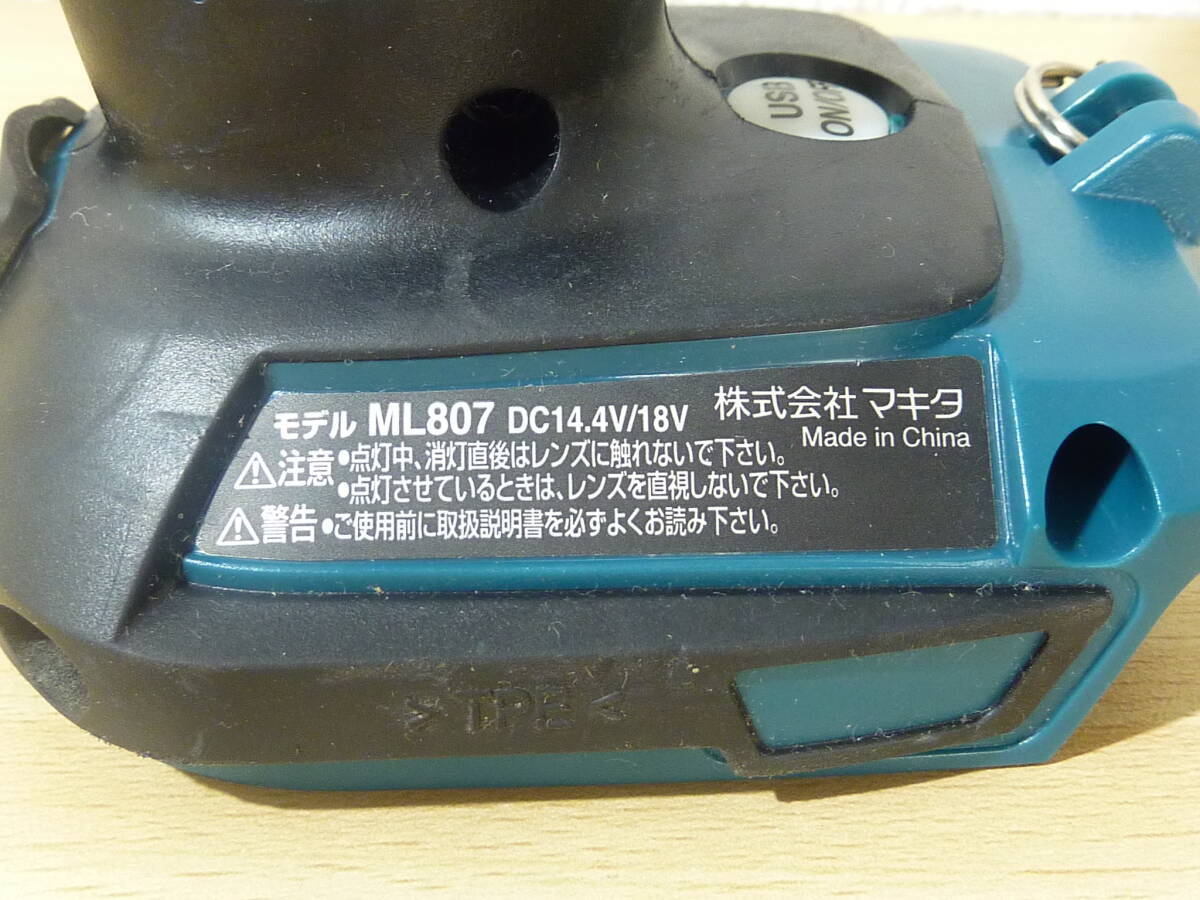 USB
ON/OFF
モデル ML807 DC14.4V/18V 株式会社マキタ
Made in China
⚠注意 •点灯中、消灯直後はレンズに触れないで下さい。
•点灯させているときは、レンズを直視しないで下さい。
⚠警告 •ご使用前に取扱説明書を必ずよくお読み下さい。